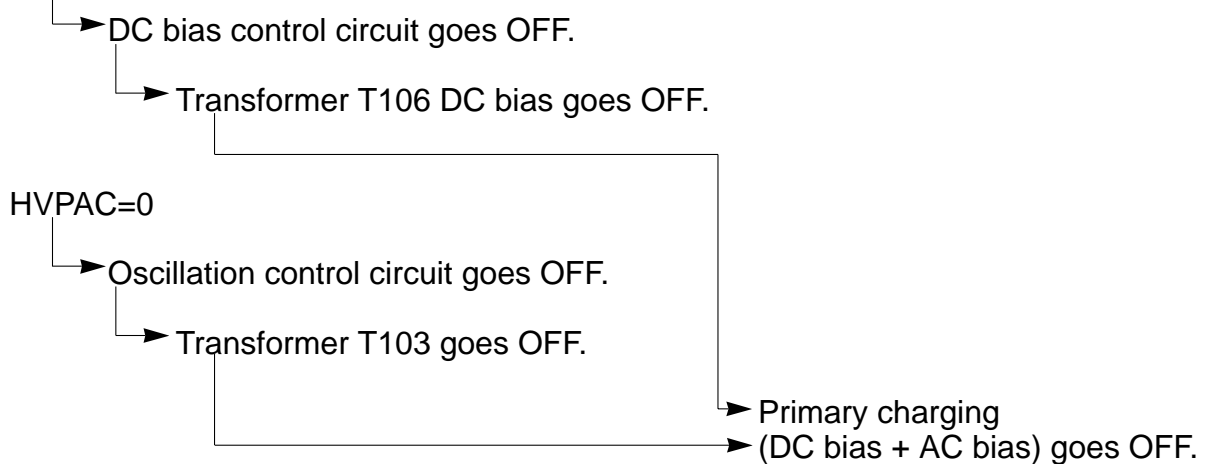 DC bias control circuit goes OFF.
Transformer T106 DC bias goes OFF.
HVPAC=0
Oscillation control circuit goes OFF.
Transformer T103 goes OFF.
Primary charging
(DC bias + AC bias) goes OFF.